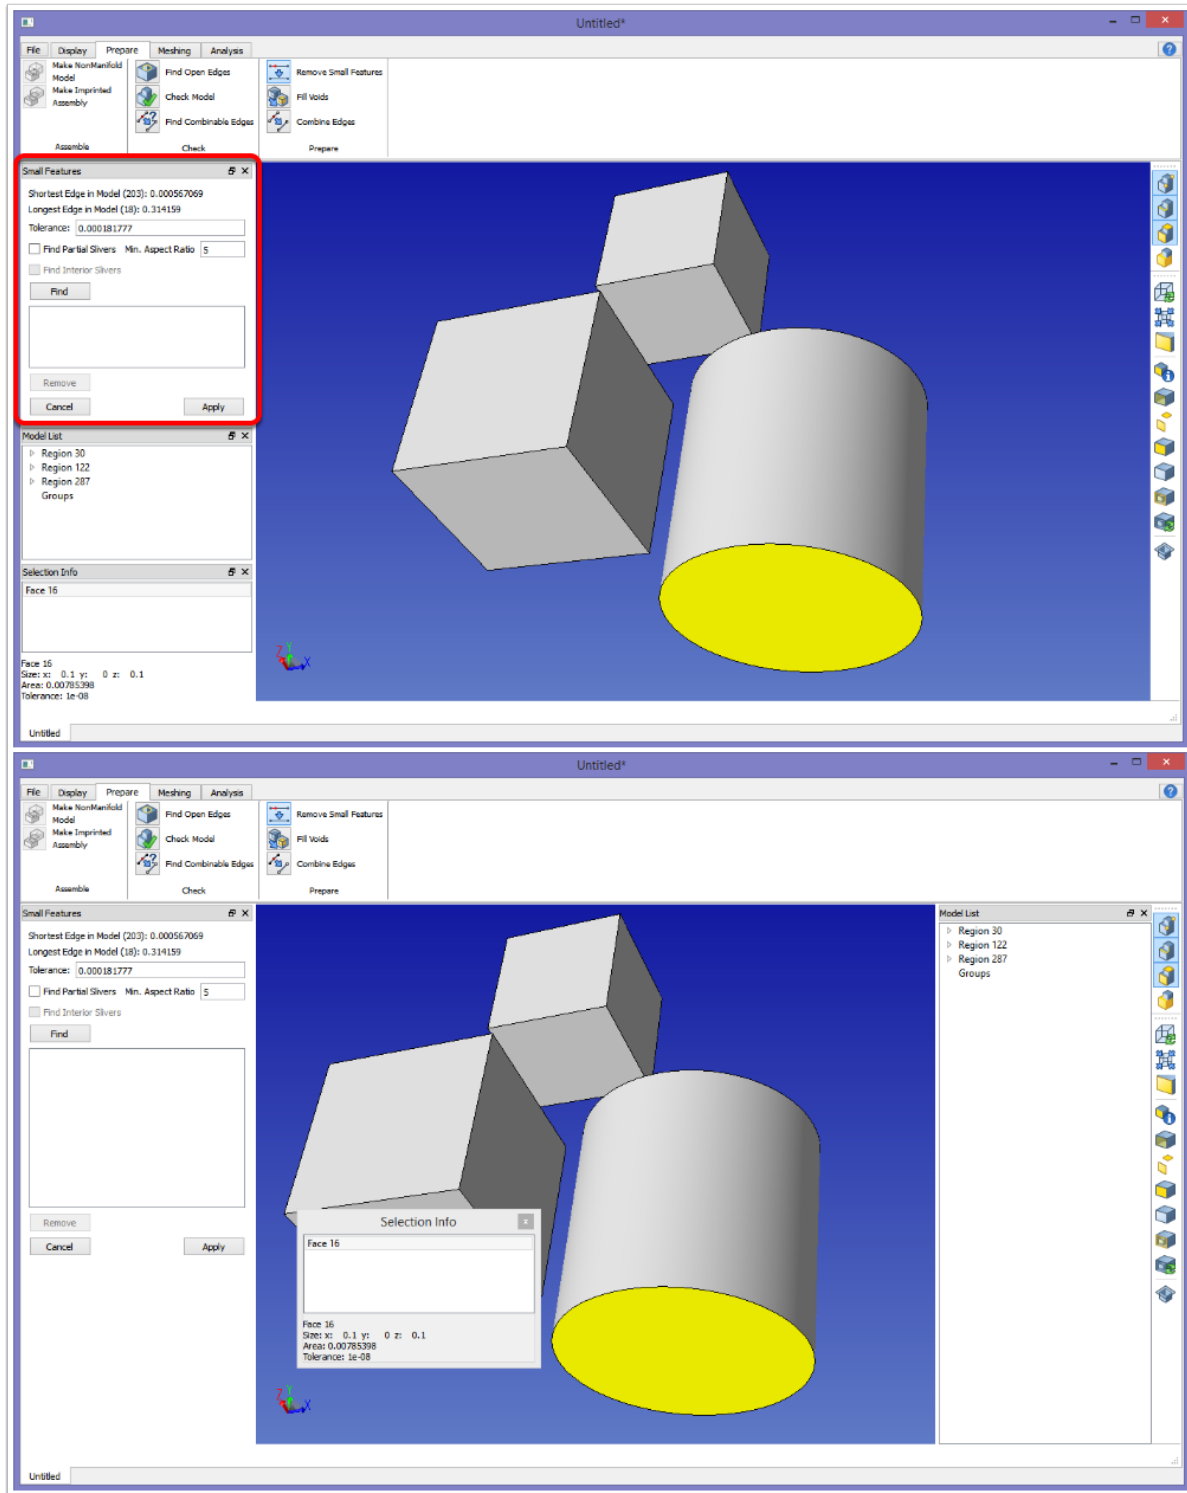 Untitled*
File Display Prepare Meshing Analysis
Make NonManifold Model
Make Imprinted Assembly
Assemble
Find Open Edges
Check Model
Find Combinable Edges
Check
Remove Small Features
Fill Voids
Combine Edges
Prepare
Small Features
Shortest Edge in Model (203): 0.000567069
Longest Edge in Model (18): 0.314159
Tolerance: 0.000181777
Find Partial Slivers Min. Aspect Ratio 5
Find Interior Slivers
Find
Remove
Cancel Apply
Model List
Region 30
Region 122
Region 287
Groups
Selection Info
Face 16
Face 16
Size: x: 0.1 y: 0 z: 0.1
Area: 0.00785398
Tolerance: 1e-08
Z Y X
Untitled
Untitled*
File Display Prepare Meshing Analysis
Make NonManifold Model
Make Imprinted Assembly
Assemble
Find Open Edges
Check Model
Find Combinable Edges
Check
Remove Small Features
Fill Voids
Combine Edges
Prepare
Small Features
Shortest Edge in Model (203): 0.000567069
Longest Edge in Model (18): 0.314159
Tolerance: 0.000181777
Find Partial Slivers Min. Aspect Ratio 5
Find Interior Slivers
Find
Remove
Cancel Apply
Selection Info
Face 16
Face 16
Size: x: 0.1 y: 0 z: 0.1
Area: 0.00785398
Tolerance: 1e-08
Z Y X
Model List
Region 30
Region 122
Region 287
Groups
Untitled